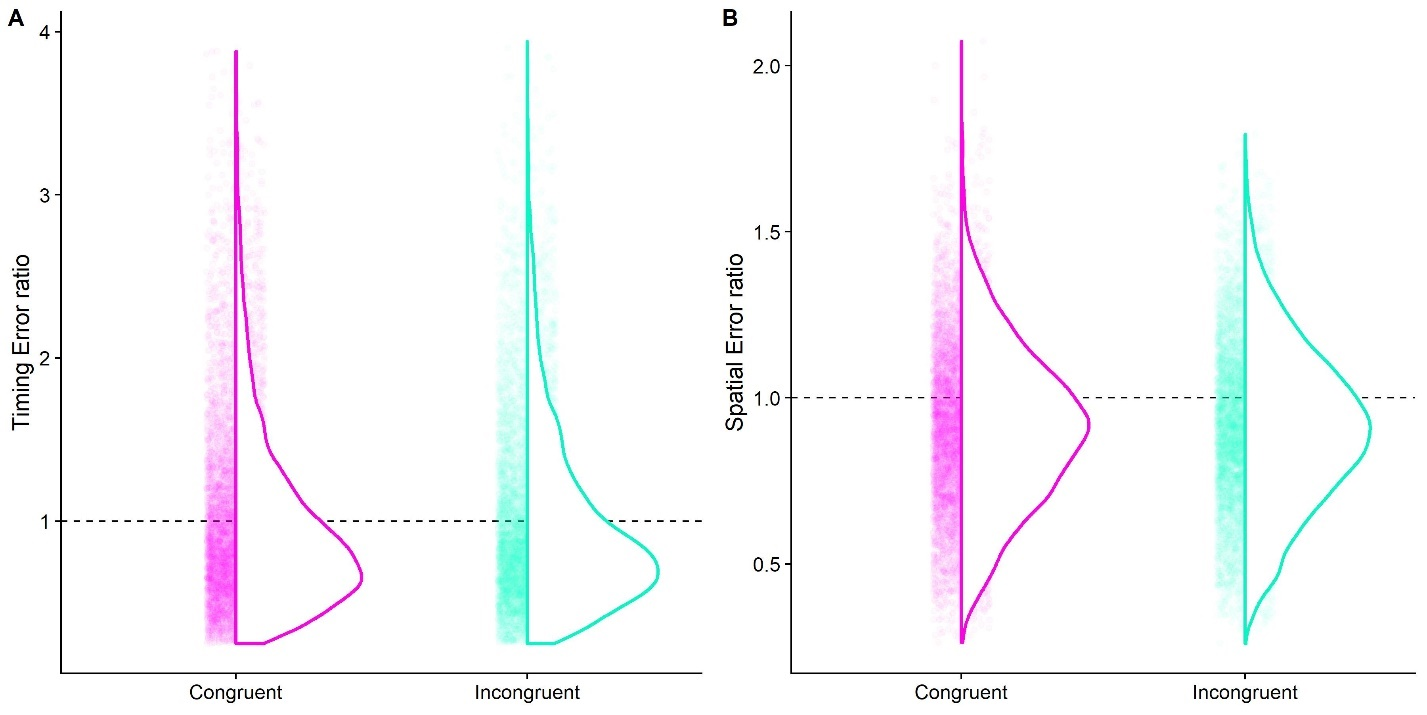 A
Timing Error ratio
4
3
2
1
Congruent
Incongruent
B
Spatial Error ratio
2.0
1.5
1.0
0.5
Congruent
Incongruent